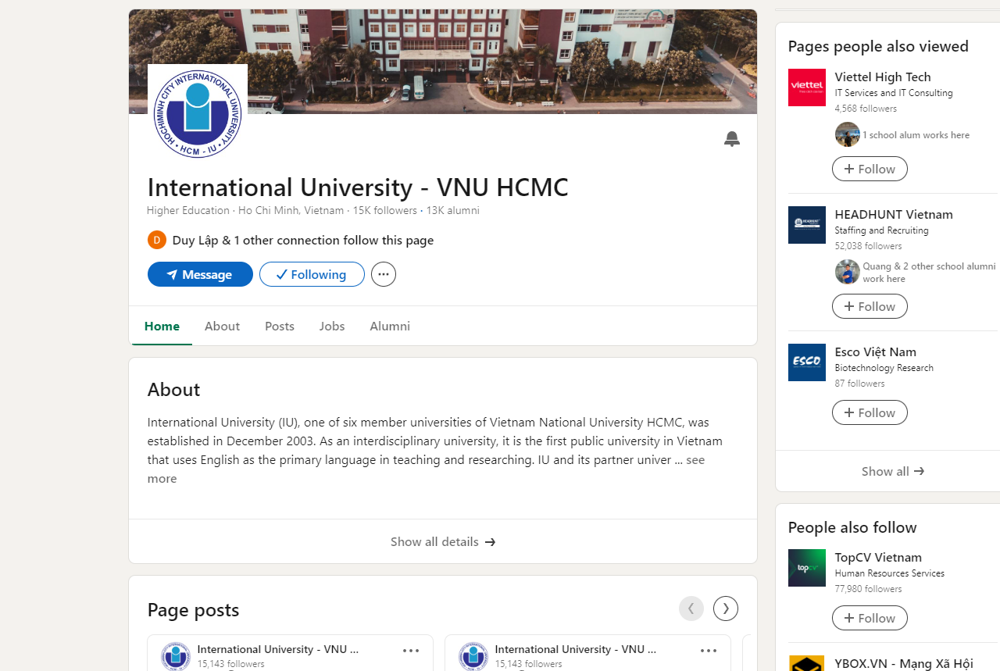 HOCHIMINH CITY INTERNATIONAL UNIVERSITY
• HCM - IU •
International University - VNU HCMC
Higher Education · Ho Chi Minh, Vietnam · 15K followers · 13K alumni
D Duy Lập & 1 other connection follow this page
Message Following
Home About Posts Jobs Alumni
About
International University (IU), one of six member universities of Vietnam National University HCMC, was
established in December 2003. As an interdisciplinary university, it is the first public university in Vietnam
that uses English as the primary language in teaching and researching. IU and its partner univer ... see
more
Show all details →
Page posts
International University - VNU ...
15,143 followers
International University - VNU ...
15,143 followers
Pages people also viewed
viettel
Viettel High Tech
IT Services and IT Consulting
4,568 followers
1 school alum works here
+ Follow
HEADHUNT
HEADHUNT Vietnam
Staffing and Recruiting
52,038 followers
Quang & 2 other school alumni
work here
+ Follow
ESCO
Esco Việt Nam
Biotechnology Research
87 followers
+ Follow
Show all →
People also follow
topcv
TopCV Vietnam
Human Resources Services
77,980 followers
+ Follow
YBOX.VN - Mạng Xã Hội